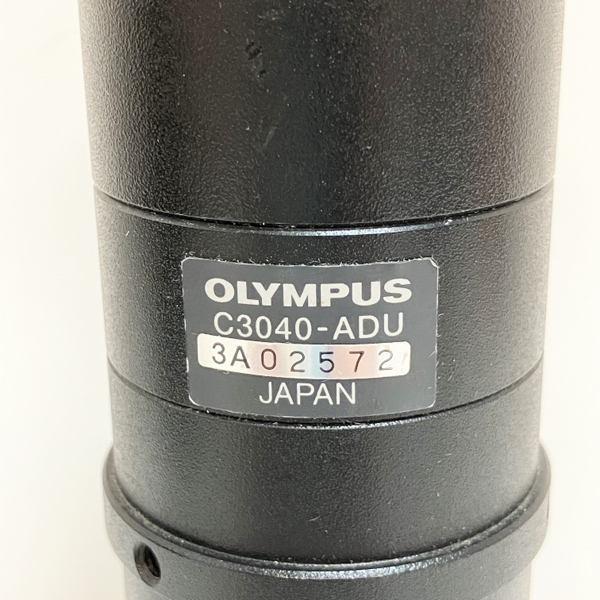 OLYMPUS
C3040-ADU
3A02572
JAPAN